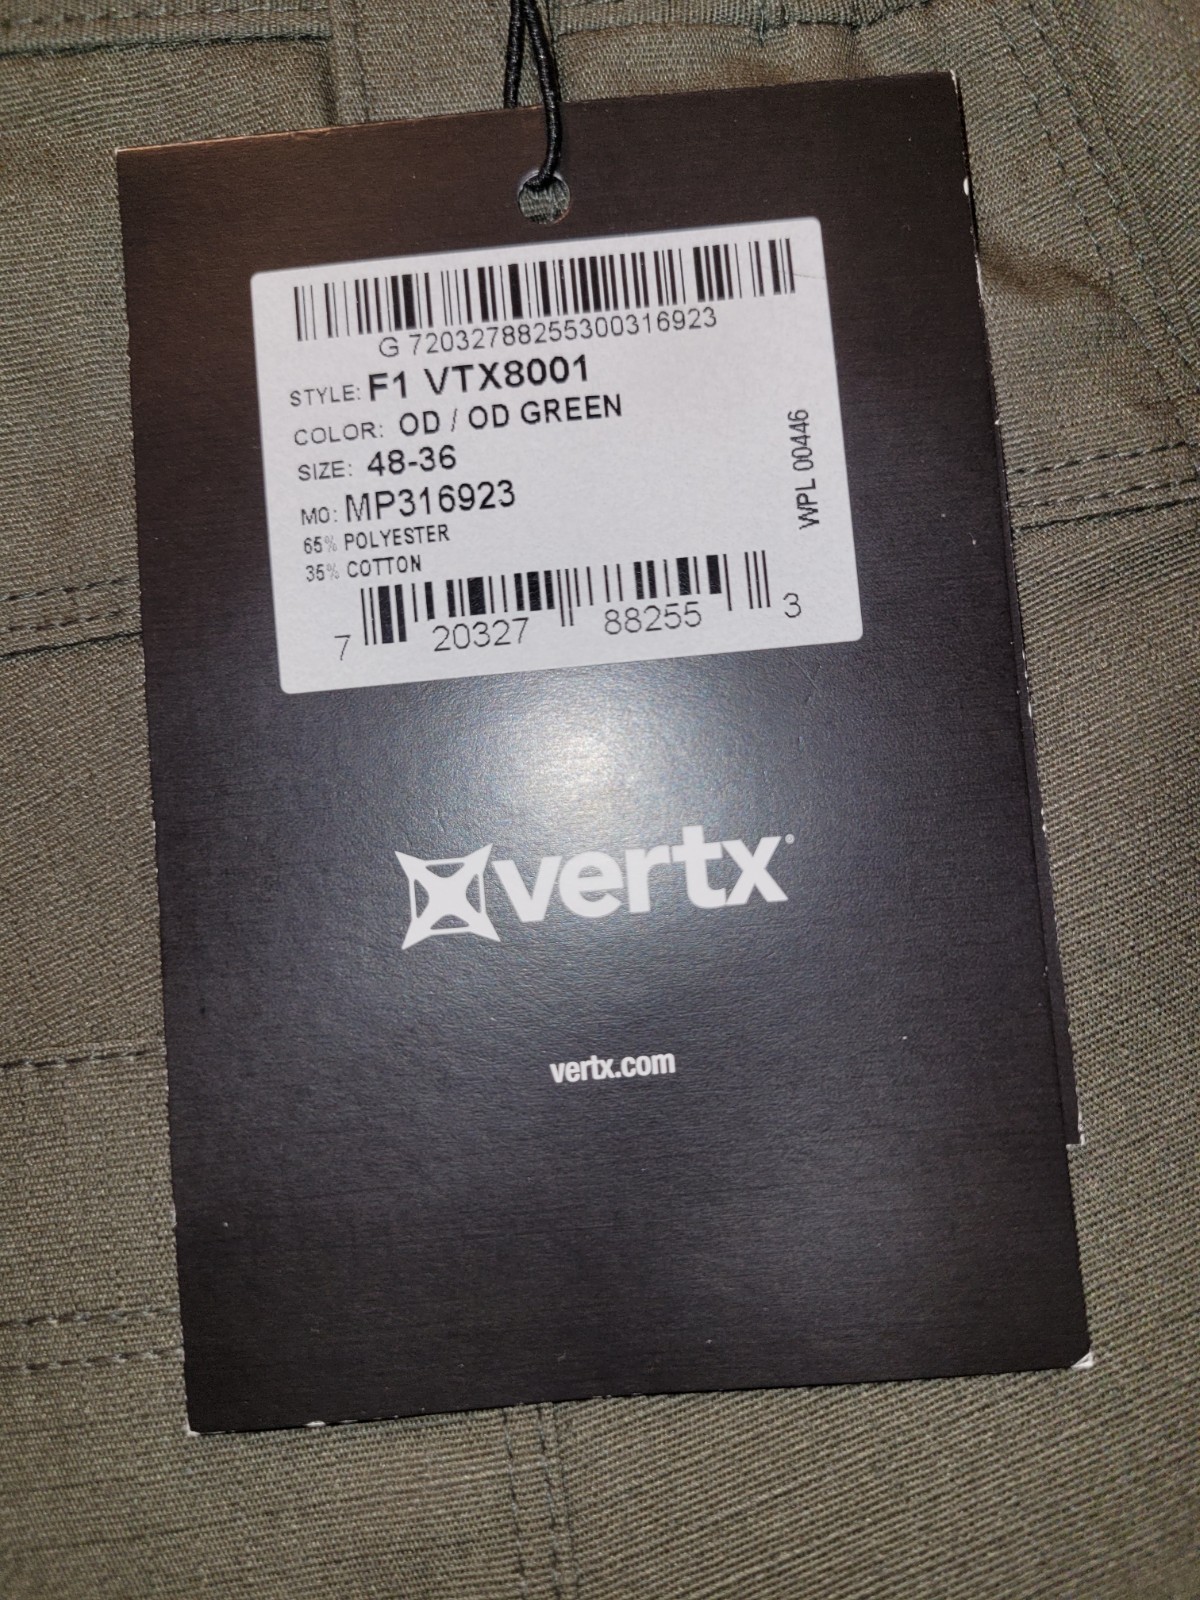 G 72032788255300316923
STYLE: F1 VTX8001
COLOR: OD / OD GREEN
SIZE: 48-36
MO: MP316923
65% POLYESTER
35% COTTON
WPL 00446
7 20327 88255 3
vertx®
vertx.com